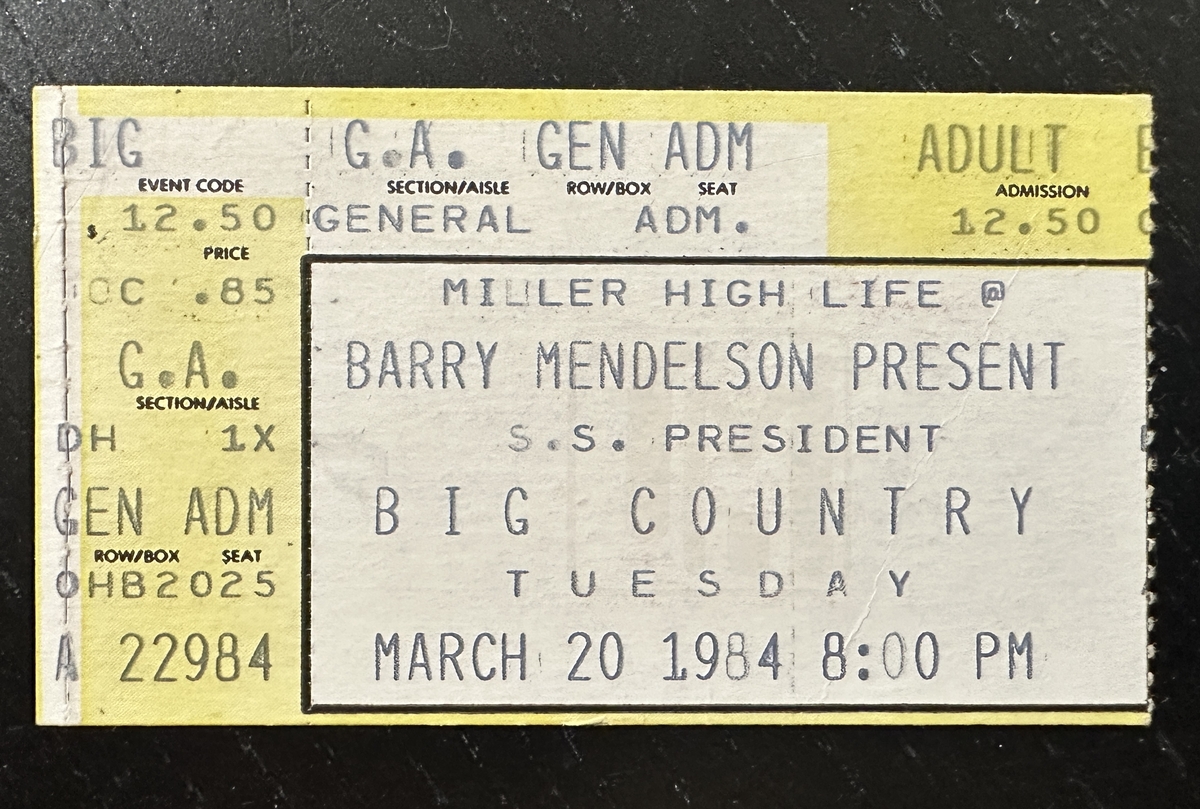 BIG
EVENT CODE
$ 12.50
PRICE
CC .85
G.A.
SECTION/AISLE
DH 1X
GEN ADM
ROW/BOX SEAT
OHB2025
A 22984
G.A. GEN ADM ADULT
SECTION/AISLE ROW/BOX SEAT ADMISSION
GENERAL ADM. 12.50
MILLER HIGH LIFE @
BARRY MENDELSON PRESENT
S.S. PRESIDENT
BIG COUNTRY
TUESDAY
MARCH 20 1984 8:00 PM